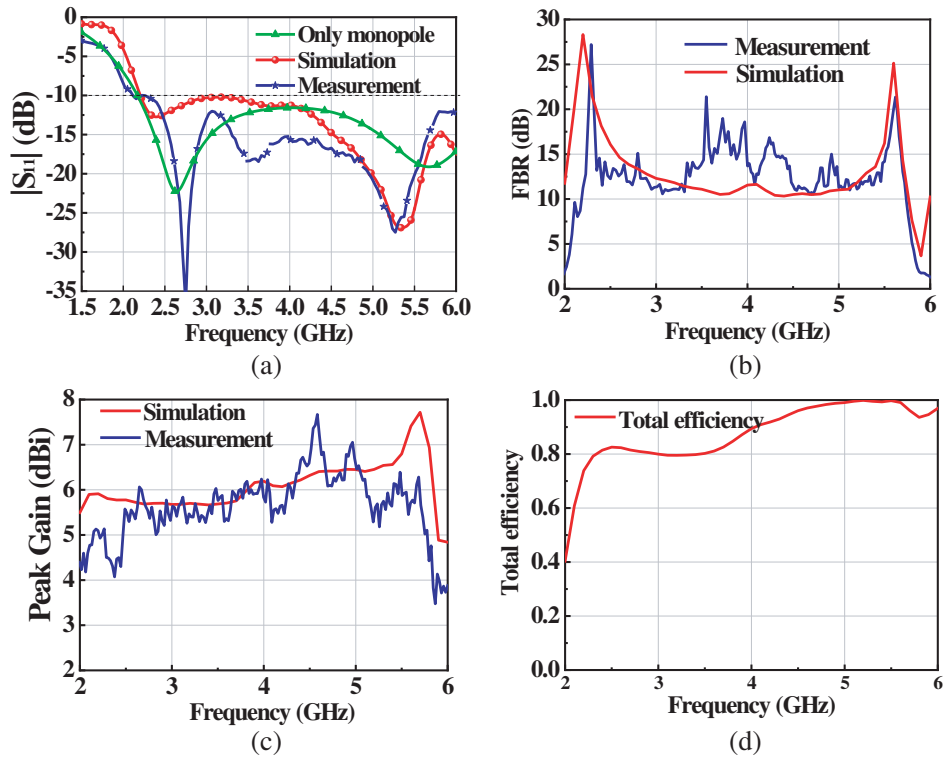 0
-5
-10
-15
-20
-25
-30
-35
|S₁₁| (dB)
Only monopole
Simulation
Measurement
1.5 2.0 2.5 3.0 3.5 4.0 4.5 5.0 5.5 6.0
Frequency (GHz)
(a)
30
25
20
15
10
5
0
FBR (dB)
Measurement
Simulation
2 3 4 5 6
Frequency (GHz)
(b)
8
7
6
5
4
3
2
Peak Gain (dBi)
Simulation
Measurement
2 3 4 5 6
Frequency (GHz)
(c)
1.0
0.8
0.6
0.4
0.2
0.0
Total efficiency
Total efficiency
2 3 4 5 6
Frequency (GHz)
(d)